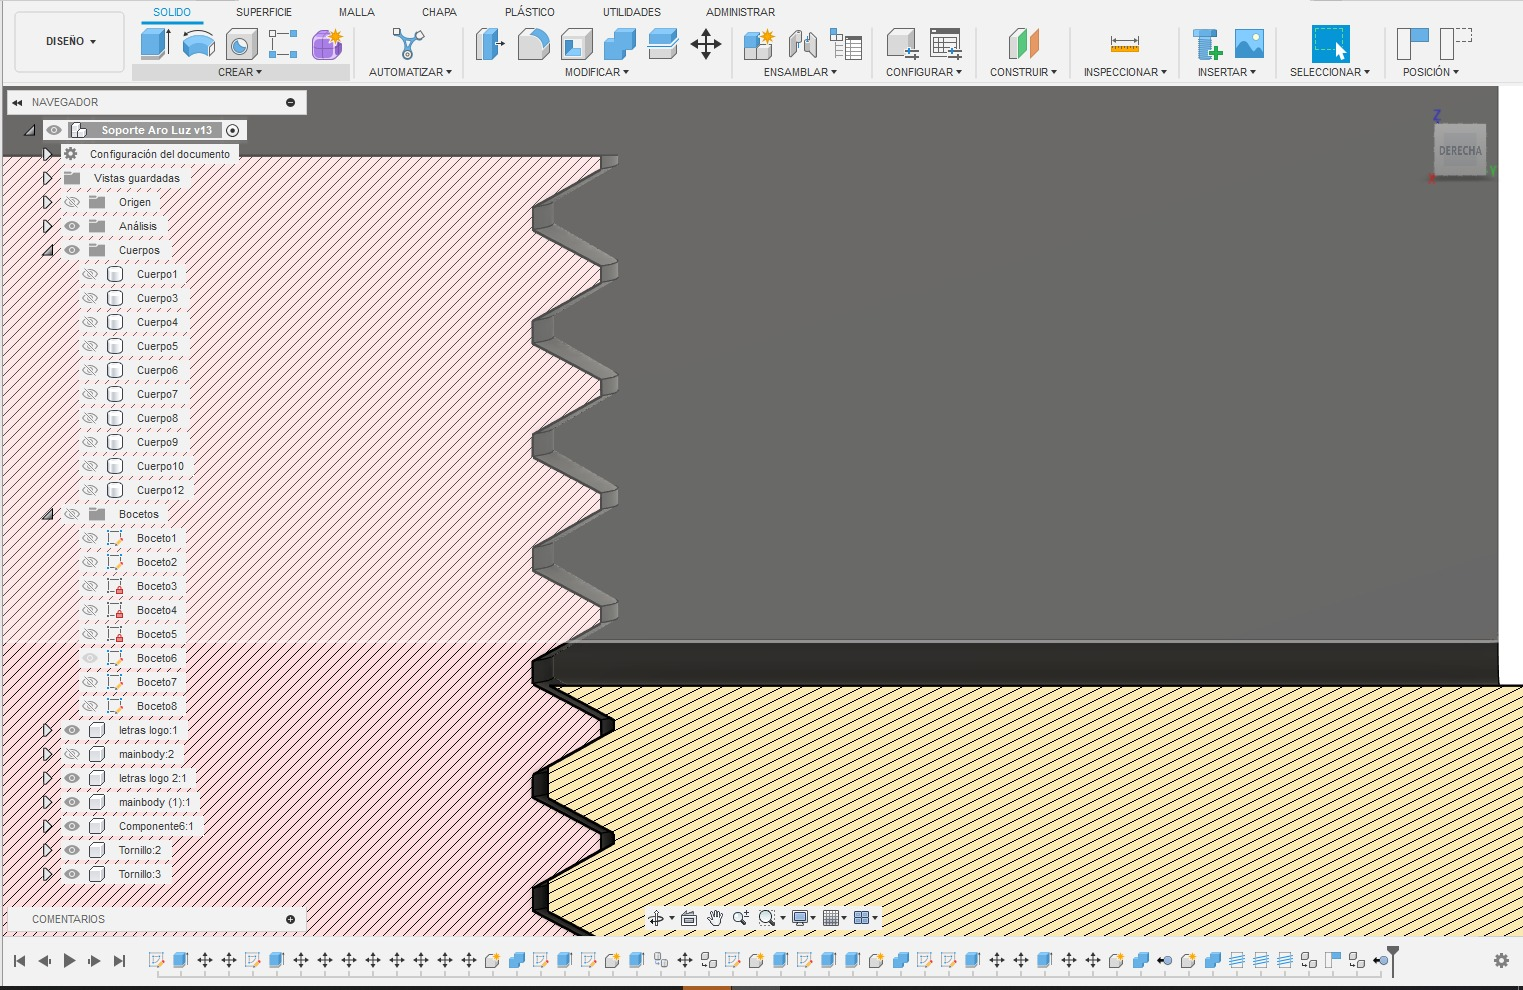 SOLIDO SUPERFICIE MALLA CHAPA PLÁSTICO UTILIDADES ADMINISTRAR
DISEÑO
CREAR AUTOMATIZAR MODIFICAR ENSAMBLAR CONFIGURAR CONSTRUIR INSPECCIONAR INSERTAR SELECCIONAR POSICIÓN
NAVEGADOR
Soporte Aro Luz v13
Configuración del documento
Vistas guardadas
Origen
Análisis
Cuerpos
Cuerpo1
Cuerpo3
Cuerpo4
Cuerpo5
Cuerpo6
Cuerpo7
Cuerpo8
Cuerpo9
Cuerpo10
Cuerpo12
Bocetos
Boceto1
Boceto2
Boceto3
Boceto4
Boceto5
Boceto6
Boceto7
Boceto8
letras logo:1
mainbody:2
letras logo 2:1
mainbody (1):1
Componente6:1
Tornillo:2
Tornillo:3
COMENTARIOS
Z
DERECHA
X Y